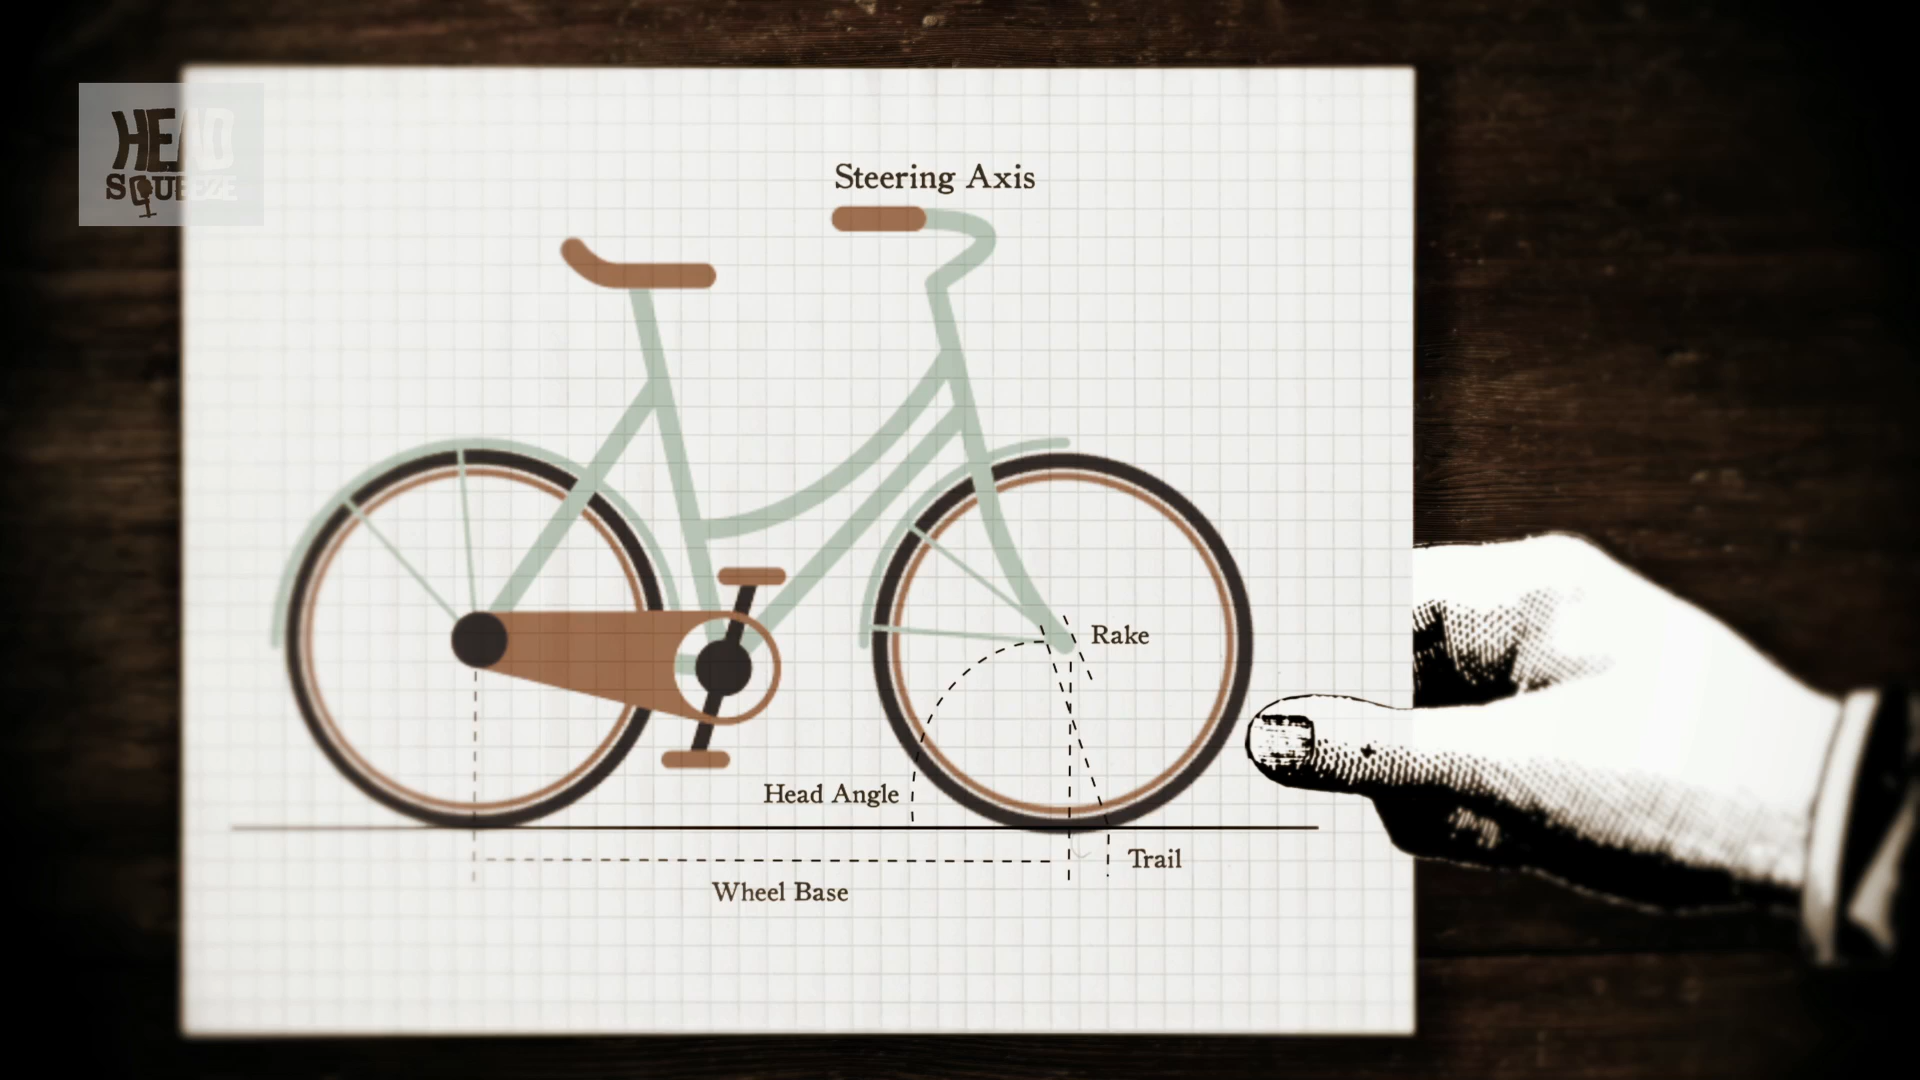 HEAD
SQUEEZE
Steering Axis
Rake
Head Angle
Trail
Wheel Base